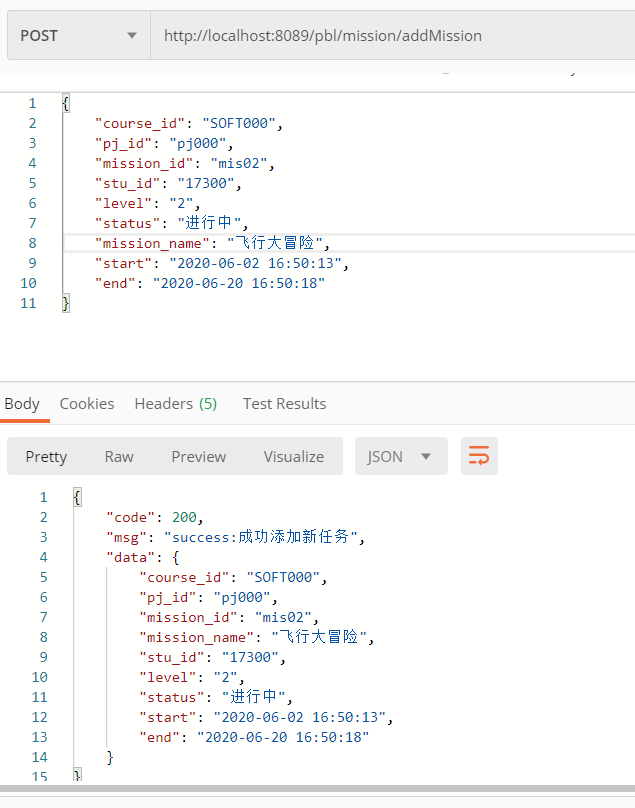 POST http://localhost:8089/pbl/mission/addMission
1 {
2 "course_id": "SOFT000",
3 "pj_id": "pj000",
4 "mission_id": "mis02",
5 "stu_id": "17300",
6 "level": "2",
7 "status": "进行中",
8 "mission_name": "飞行大冒险",
9 "start": "2020-06-02 16:50:13",
10 "end": "2020-06-20 16:50:18"
11 }
Body Cookies Headers (5) Test Results
Pretty Raw Preview Visualize JSON
1 {
2 "code": 200,
3 "msg": "success:成功添加新任务",
4 "data": {
5 "course_id": "SOFT000",
6 "pj_id": "pj000",
7 "mission_id": "mis02",
8 "mission_name": "飞行大冒险",
9 "stu_id": "17300",
10 "level": "2",
11 "status": "进行中",
12 "start": "2020-06-02 16:50:13",
13 "end": "2020-06-20 16:50:18"
14 }
15 }